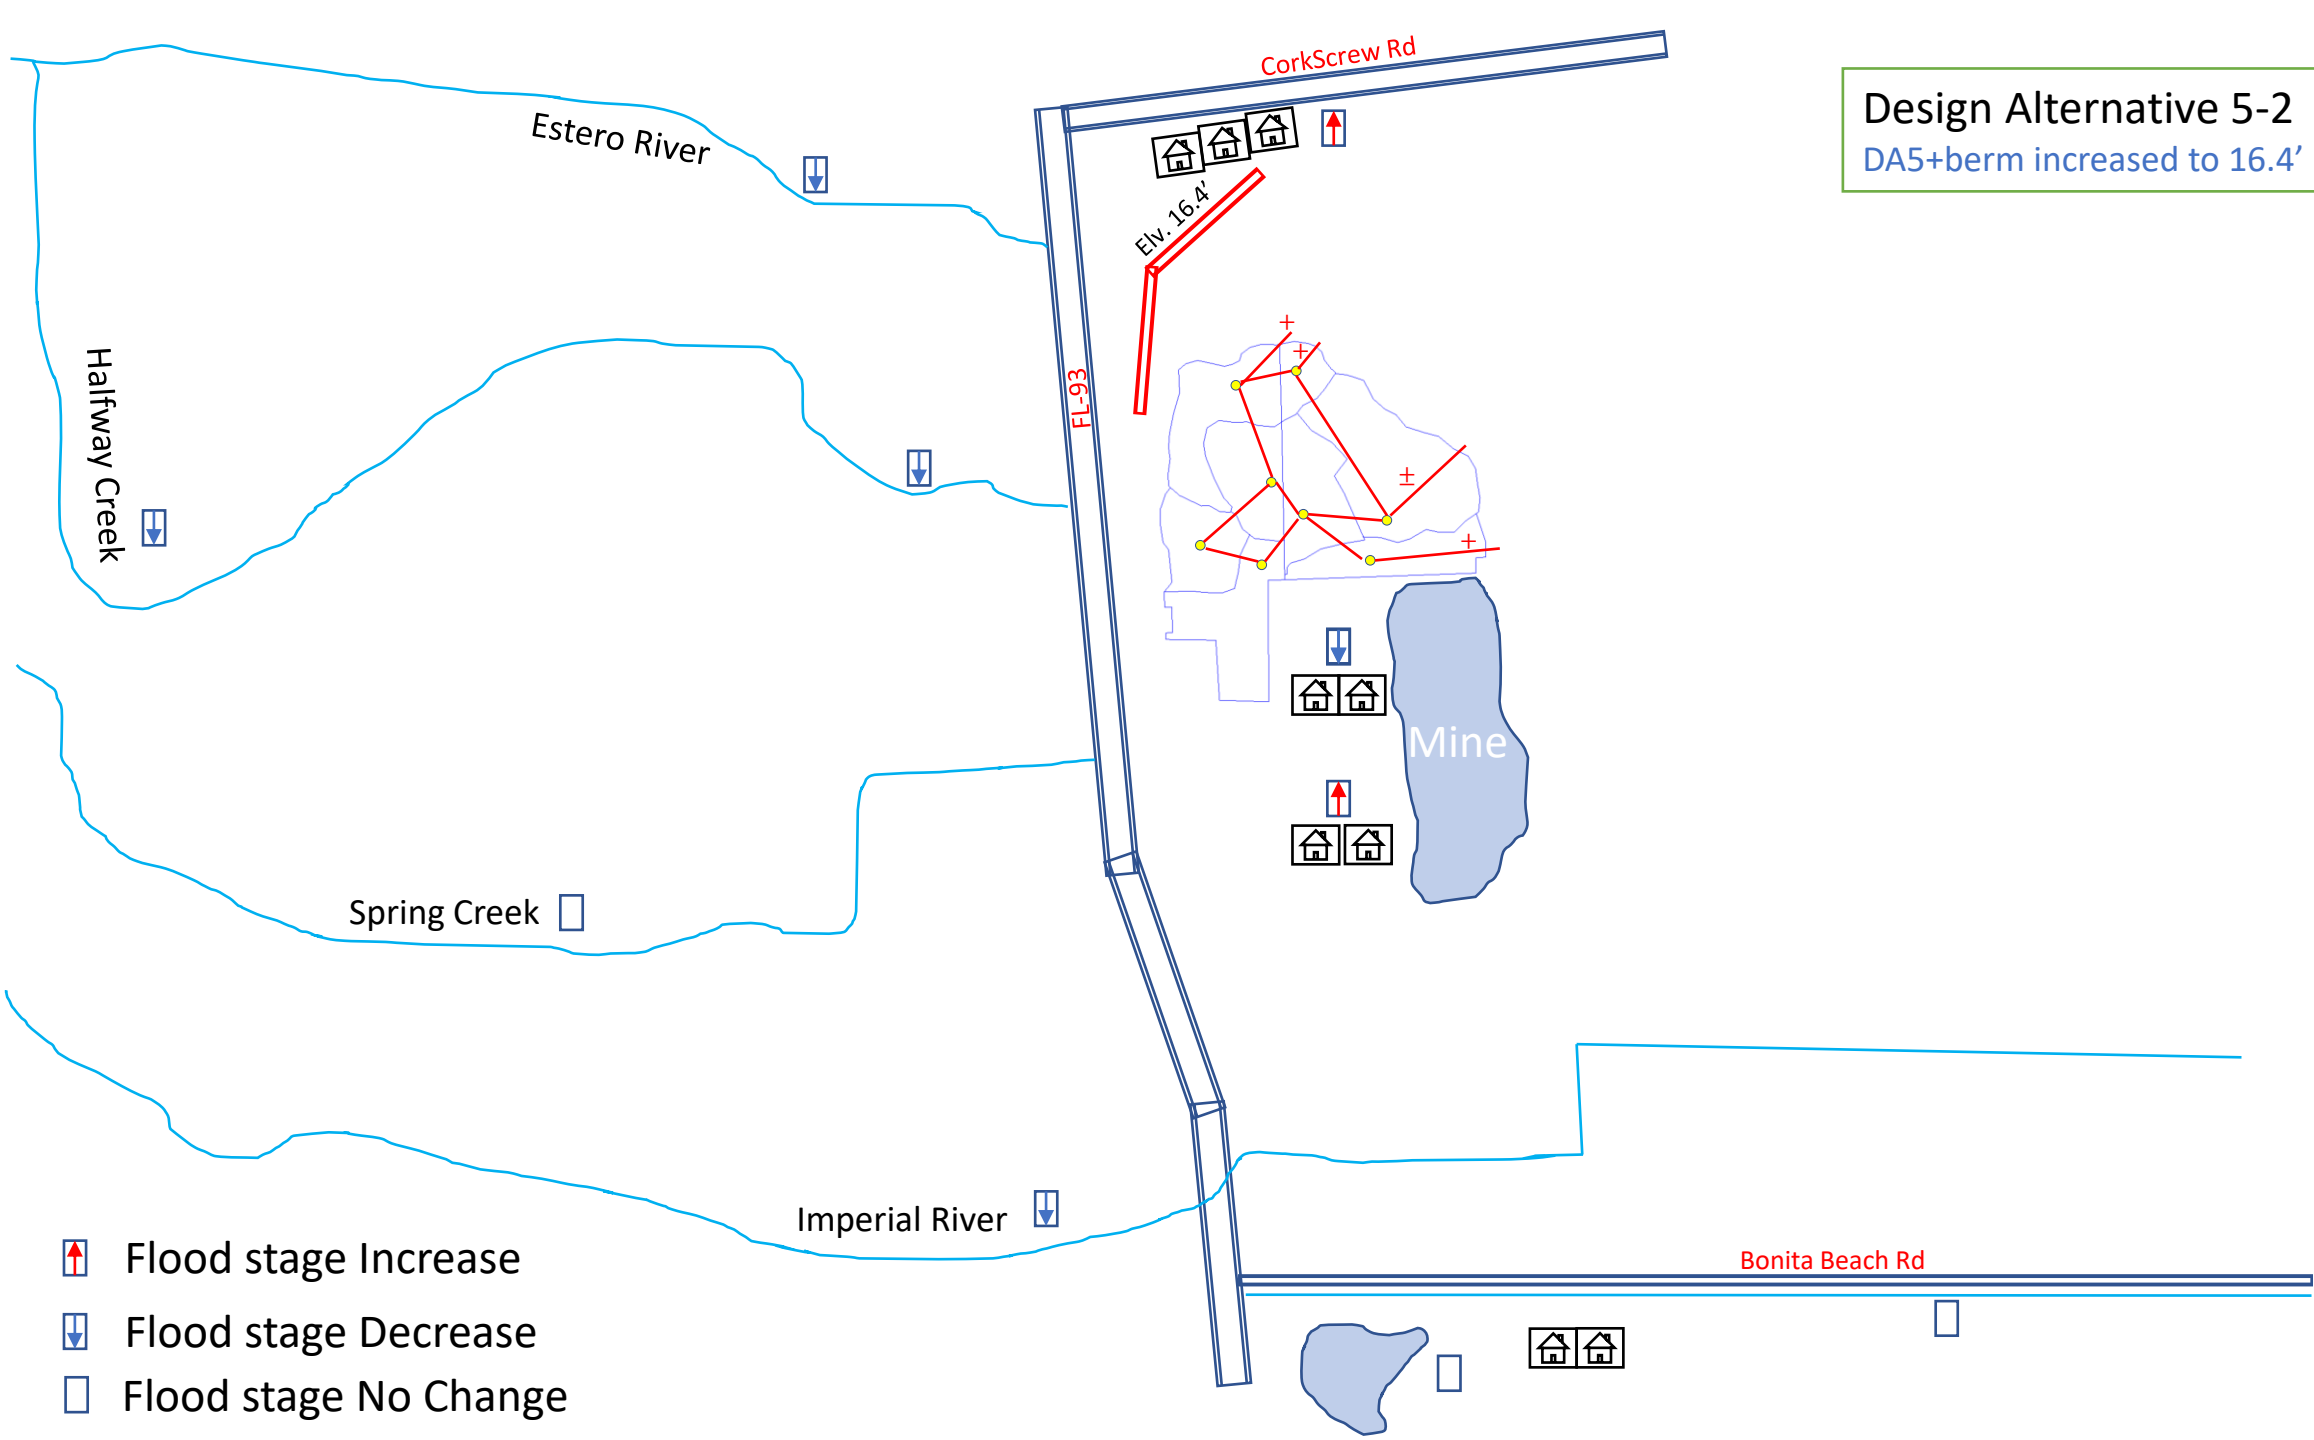 CorkScrew Rd
Design Alternative 5-2
DA5+berm increased to 16.4’
Estero River
Elv. 16.4’
+
+
Halfway Creek
FL-93
±
+
Mine
Spring Creek
Imperial River
Flood stage Increase
Bonita Beach Rd
Flood stage Decrease
Flood stage No Change